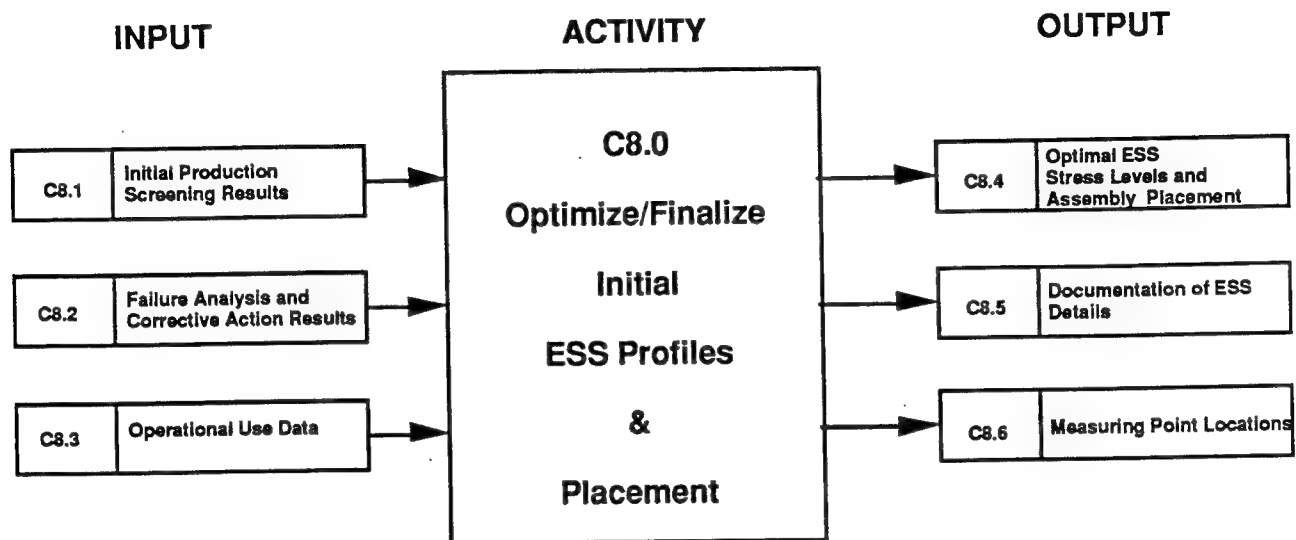 INPUT
ACTIVITY
OUTPUT
C8.1
Initial Production
Screening Results
C8.2
Failure Analysis and
Corrective Action Results
C8.3
Operational Use Data
C8.0
Optimize/Finalize
Initial
ESS Profiles
&
Placement
C8.4
Optimal ESS
Stress Levels and
Assembly Placement
C8.5
Documentation of ESS
Details
C8.6
Measuring Point Locations